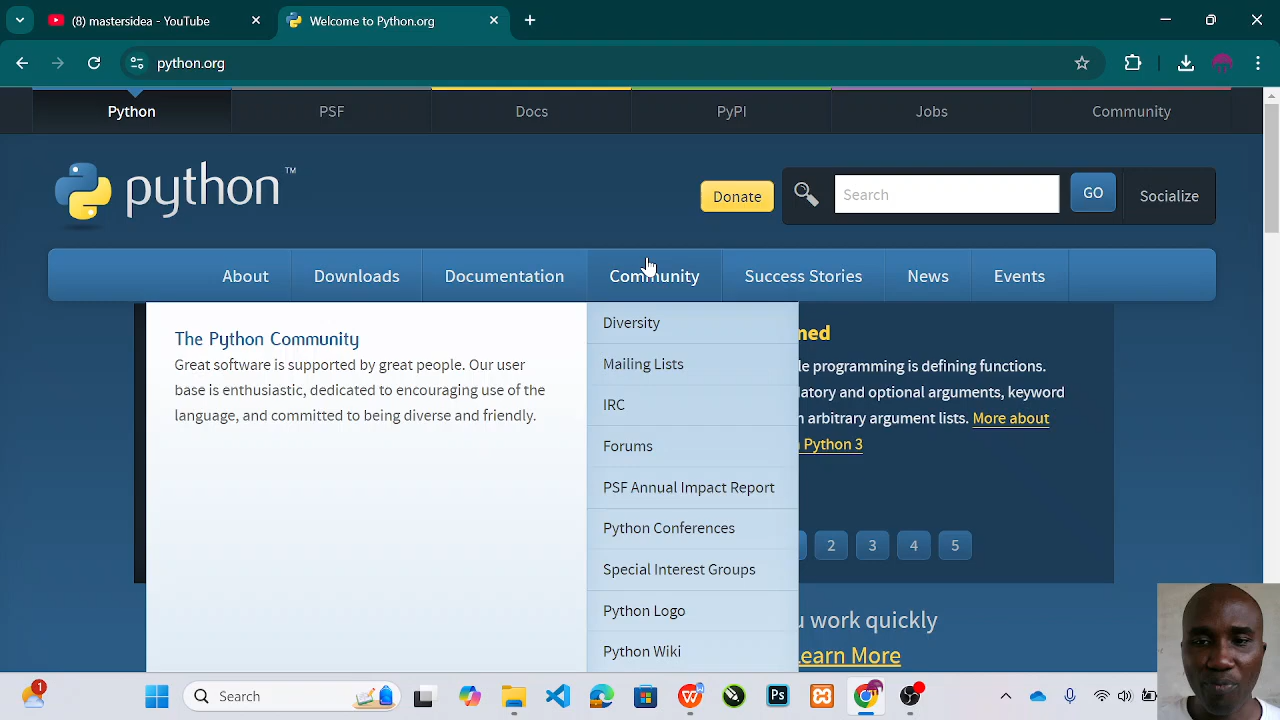 (8) mastersidea - YouTube
Welcome to Python.org
python.org
Python
PSF
Docs
PyPI
Jobs
Community
python™
Donate
Search
GO
Socialize
About
Downloads
Documentation
Community
Success Stories
News
Events
The Python Community
Great software is supported by great people. Our user
base is enthusiastic, dedicated to encouraging use of the
language, and committed to being diverse and friendly.
Diversity
Mailing Lists
IRC
Forums
PSF Annual Impact Report
Python Conferences
Special Interest Groups
Python Logo
Python Wiki
ned
le programming is defining functions.
latory and optional arguments, keyword
arbitrary argument lists. More about
Python 3
2
3
4
5
u work quickly
earn More
1
Search
Ps